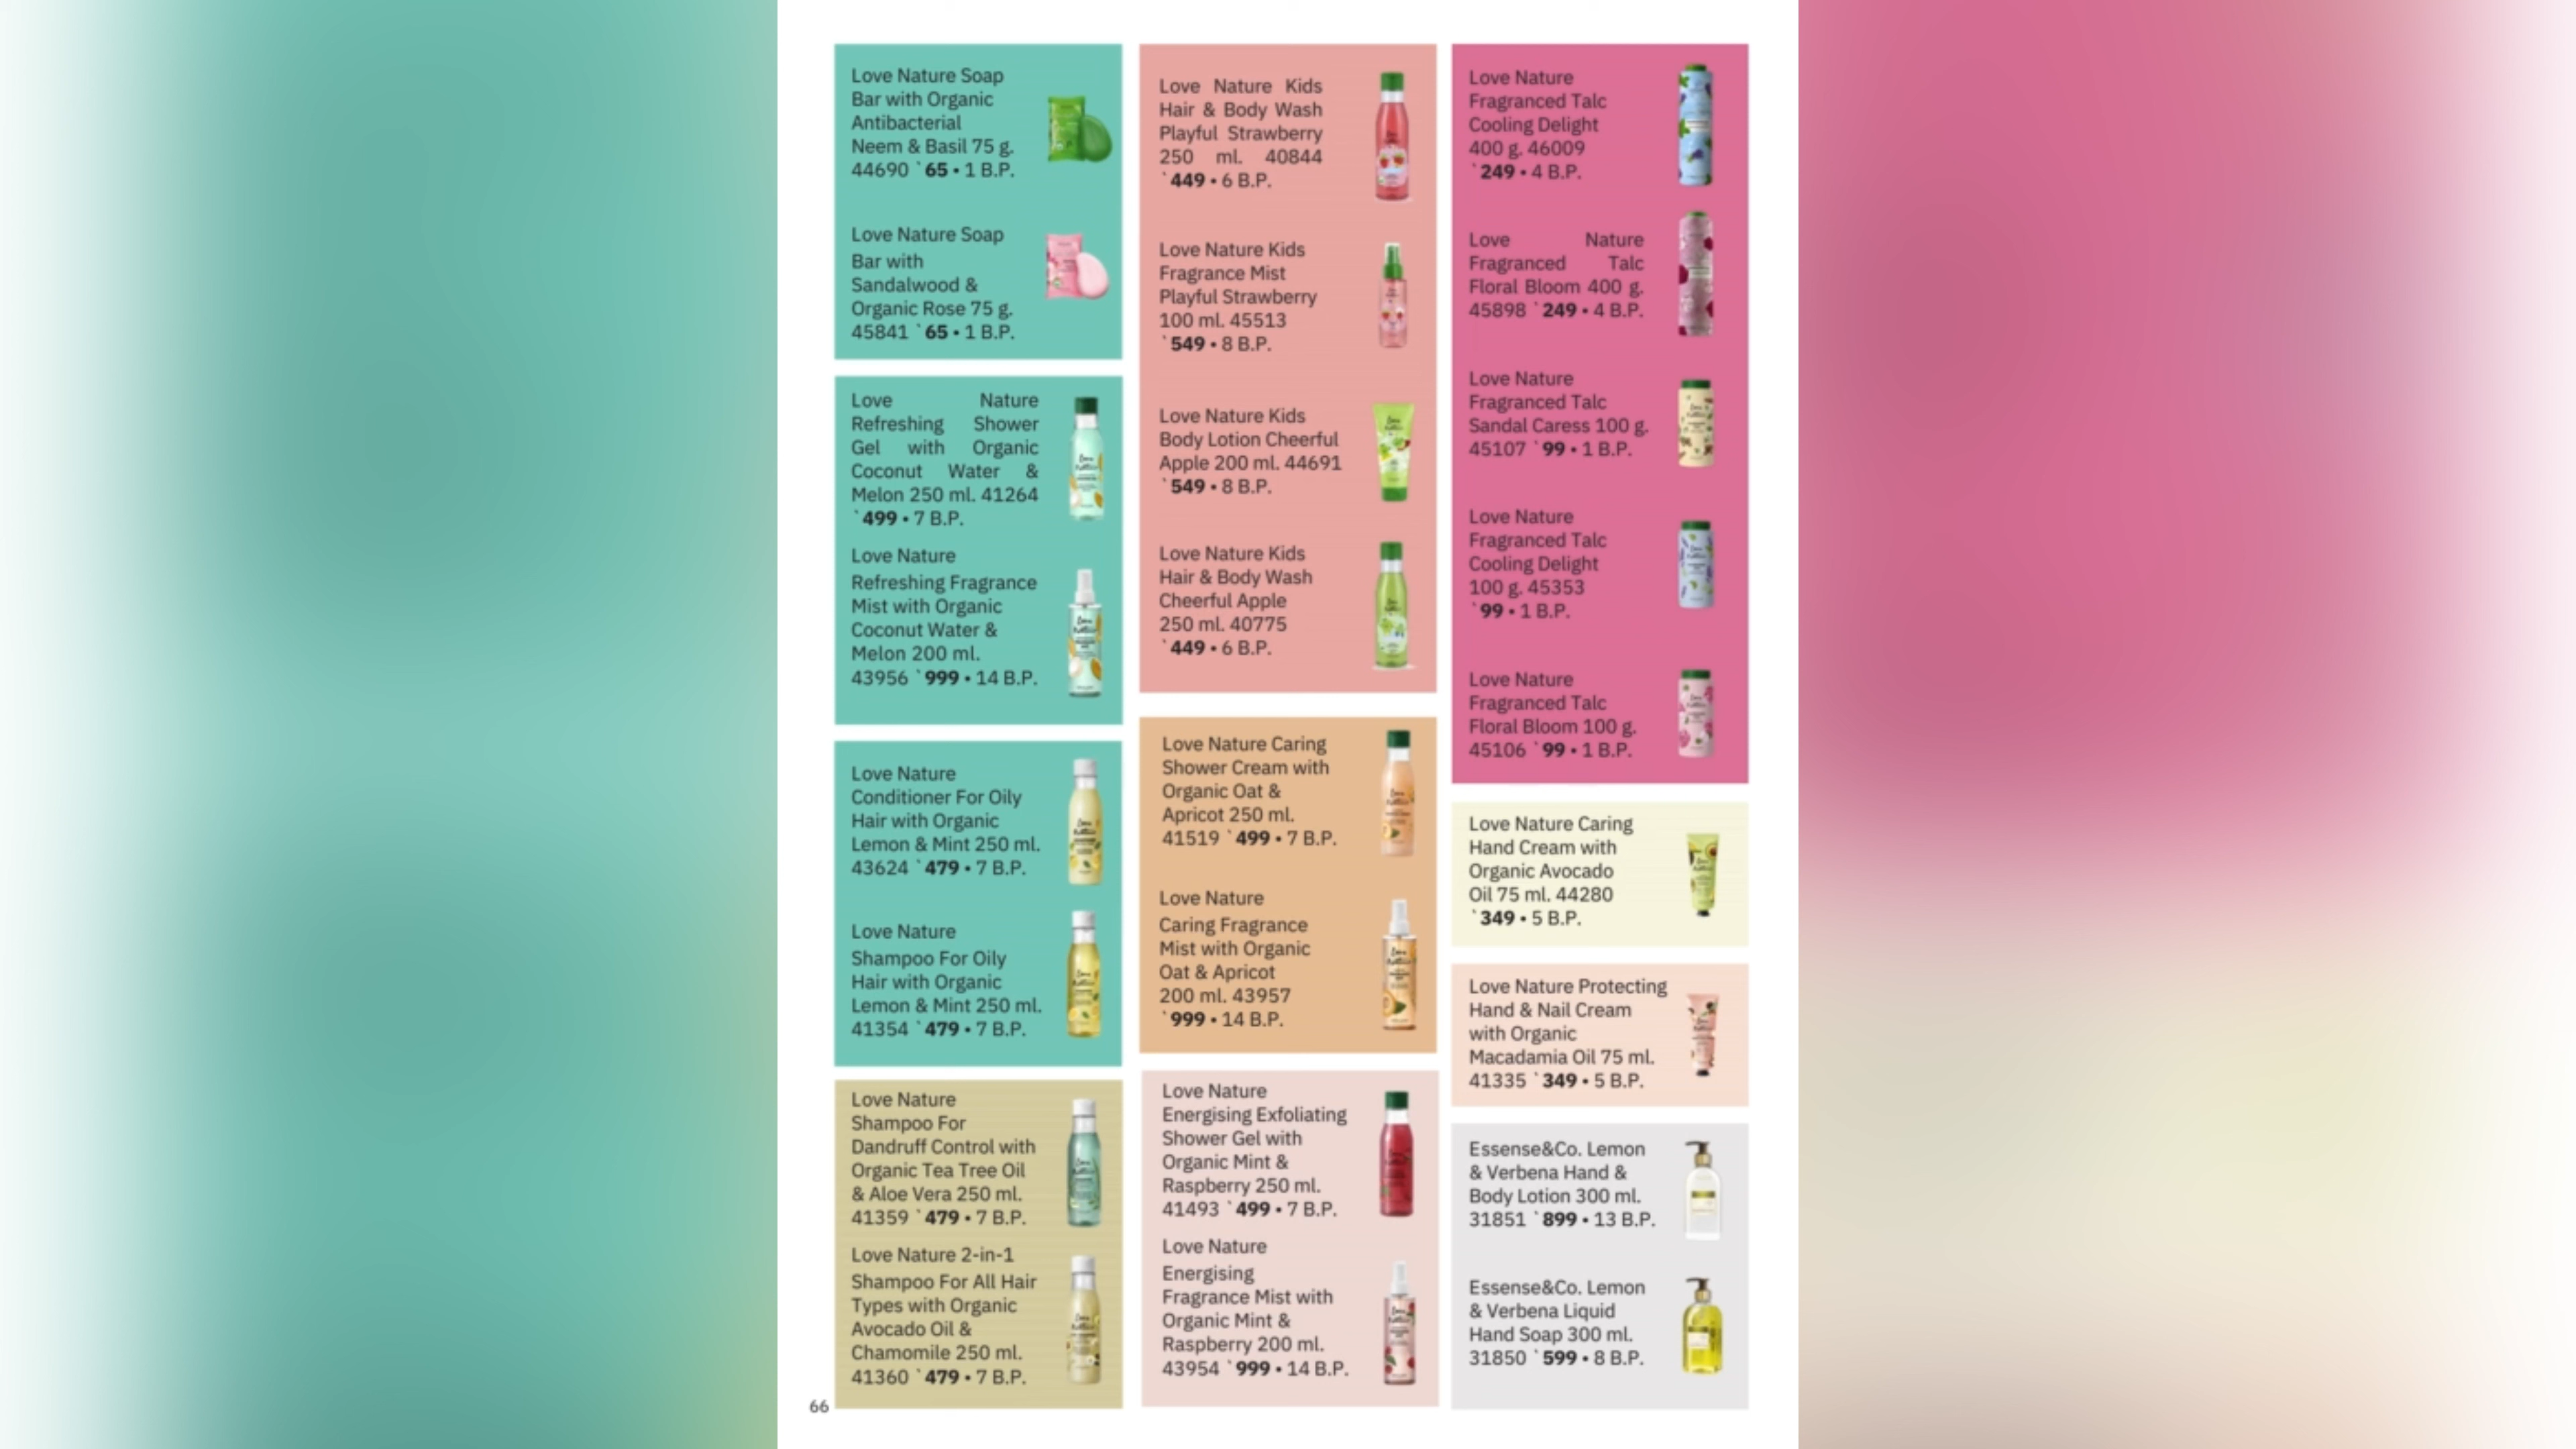 Love Nature Soap
Bar with Organic
Antibacterial
Neem & Basil 75 g.
44690 `65 • 1 B.P.
Love Nature Soap
Bar with
Sandalwood &
Organic Rose 75 g.
45841 `65 • 1 B.P.
Love Nature
Refreshing Shower
Gel with Organic
Coconut Water &
Melon 250 ml. 41264
`499 • 7 B.P.
Love Nature
Refreshing Fragrance
Mist with Organic
Coconut Water &
Melon 200 ml.
43956 `999 • 14 B.P.
Love Nature
Conditioner For Oily
Hair with Organic
Lemon & Mint 250 ml.
43624 `479 • 7 B.P.
Love Nature
Shampoo For Oily
Hair with Organic
Lemon & Mint 250 ml.
41354 `479 • 7 B.P.
Love Nature
Shampoo For
Dandruff Control with
Organic Tea Tree Oil
& Aloe Vera 250 ml.
41359 `479 • 7 B.P.
Love Nature 2-in-1
Shampoo For All Hair
Types with Organic
Avocado Oil &
Chamomile 250 ml.
41360 `479 • 7 B.P.
66
Love Nature Kids
Hair & Body Wash
Playful Strawberry
250 ml. 40844
`449 • 6 B.P.
Love Nature Kids
Fragrance Mist
Playful Strawberry
100 ml. 45513
`549 • 8 B.P.
Love Nature Kids
Body Lotion Cheerful
Apple 200 ml. 44691
`549 • 8 B.P.
Love Nature Kids
Hair & Body Wash
Cheerful Apple
250 ml. 40775
`449 • 6 B.P.
Love Nature Caring
Shower Cream with
Organic Oat &
Apricot 250 ml.
41519 `499 • 7 B.P.
Love Nature
Caring Fragrance
Mist with Organic
Oat & Apricot
200 ml. 43957
`999 • 14 B.P.
Love Nature
Energising Exfoliating
Shower Gel with
Organic Mint &
Raspberry 250 ml.
41493 `499 • 7 B.P.
Love Nature
Energising
Fragrance Mist with
Organic Mint &
Raspberry 200 ml.
43954 `999 • 14 B.P.
Love Nature
Fragranced Talc
Cooling Delight
400 g. 46009
`249 • 4 B.P.
Love Nature
Fragranced Talc
Floral Bloom 400 g.
45898 `249 • 4 B.P.
Love Nature
Fragranced Talc
Sandal Caress 100 g.
45107 `99 • 1 B.P.
Love Nature
Fragranced Talc
Cooling Delight
100 g. 45353
`99 • 1 B.P.
Love Nature
Fragranced Talc
Floral Bloom 100 g.
45106 `99 • 1 B.P.
Love Nature Caring
Hand Cream with
Organic Avocado
Oil 75 ml. 44280
`349 • 5 B.P.
Love Nature Protecting
Hand & Nail Cream
with Organic
Macadamia Oil 75 ml.
41335 `349 • 5 B.P.
Essense&Co. Lemon
& Verbena Hand &
Body Lotion 300 ml.
31851 `899 • 13 B.P.
Essense&Co. Lemon
& Verbena Liquid
Hand Soap 300 ml.
31850 `599 • 8 B.P.